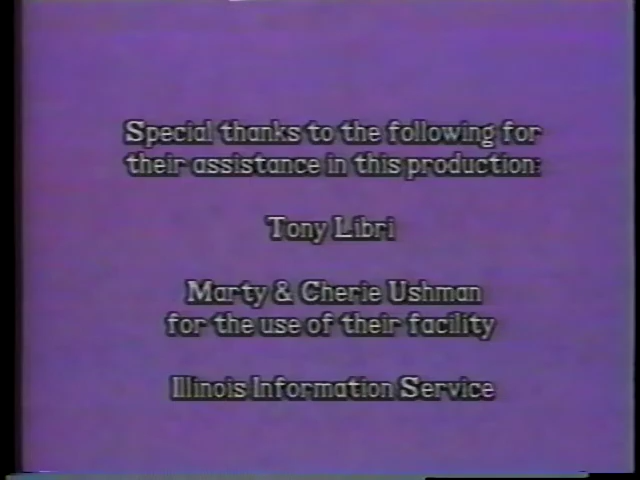 Special thanks to the following for
their assistance in this production:
Tony Libri
Marty & Cherie Ushman
for the use of their facility
Illinois Information Service